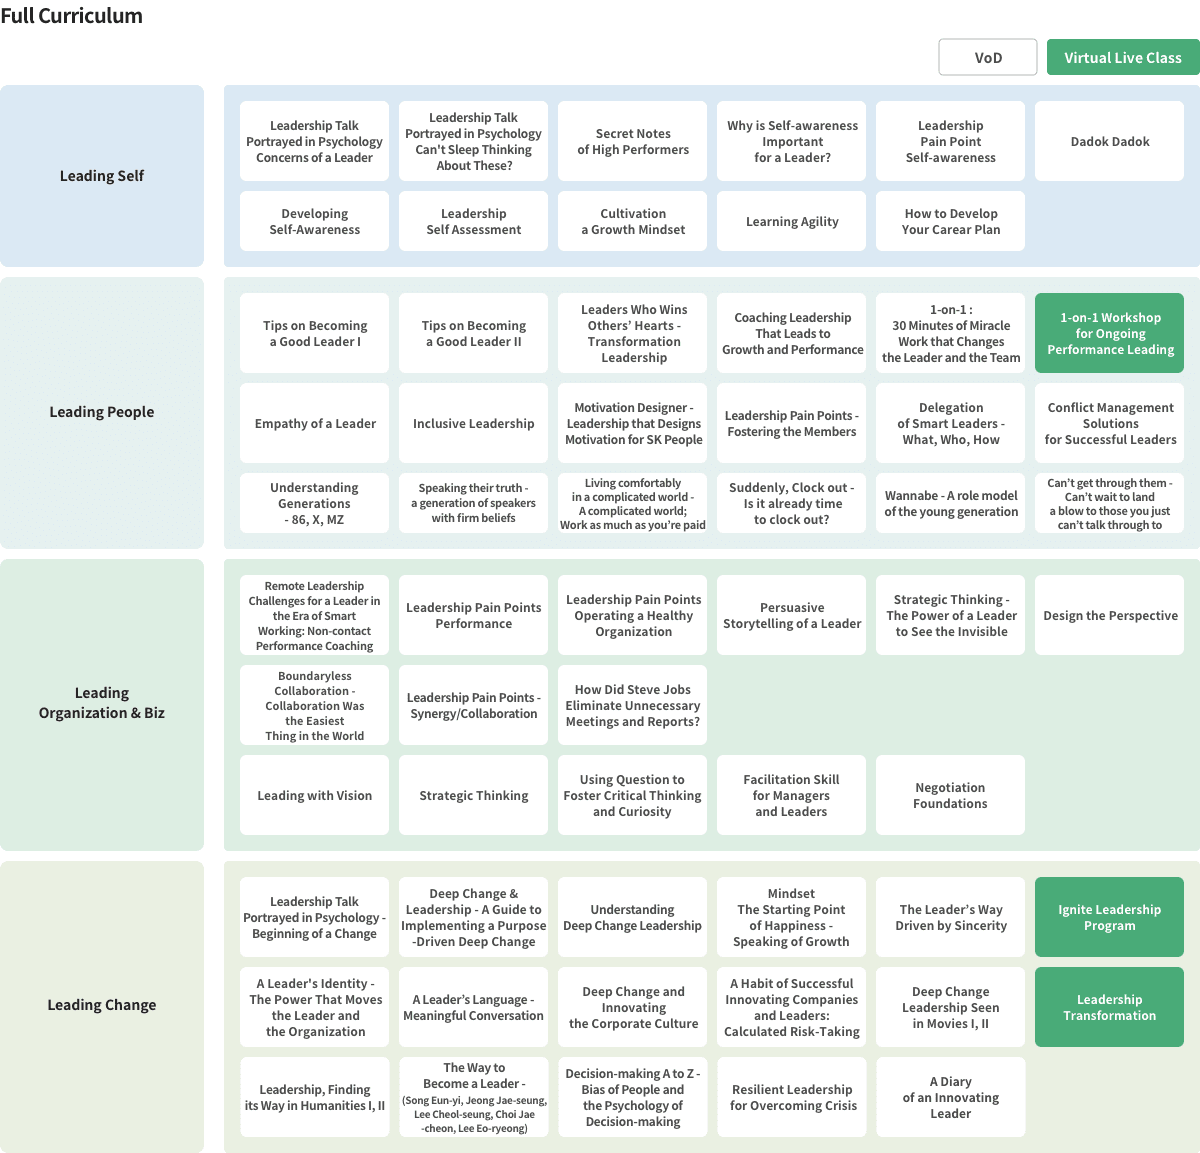 Full Curriculum
VoD
Virtual Live Class
Leading Self
Leadership Talk
Portrayed in Psychology
Concerns of a Leader
Leadership Talk
Portrayed in Psychology
Can't Sleep Thinking
About These?
Secret Notes
of High Performers
Why is Self-awareness
Important
for a Leader?
Leadership
Pain Point
Self-awareness
Dadok Dadok
Developing
Self-Awareness
Leadership
Self Assessment
Cultivation
a Growth Mindset
Learning Agility
How to Develop
Your Carear Plan
Leading People
Tips on Becoming
a Good Leader I
Tips on Becoming
a Good Leader II
Leaders Who Wins
Others’ Hearts -
Transformation
Leadership
Coaching Leadership
That Leads to
Growth and Performance
1-on-1 :
30 Minutes of Miracle
Work that Changes
the Leader and the Team
1-on-1 Workshop
for Ongoing
Performance Leading
Empathy of a Leader
Inclusive Leadership
Motivation Designer -
Leadership that Designs
Motivation for SK People
Leadership Pain Points -
Fostering the Members
Delegation
of Smart Leaders -
What, Who, How
Conflict Management
Solutions
for Successful Leaders
Understanding
Generations
- 86, X, MZ
Speaking their truth -
a generation of speakers
with firm beliefs
Living comfortably
in a complicated world -
A complicated world;
Work as much as you’re paid
Suddenly, Clock out -
Is it already time
to clock out?
Wannabe - A role model
of the young generation
Can’t get through them -
Can’t wait to land
a blow to those you just
can’t talk through to
Leading
Organization & Biz
Remote Leadership
Challenges for a Leader in
the Era of Smart
Working: Non-contact
Performance Coaching
Leadership Pain Points
Performance
Leadership Pain Points
Operating a Healthy
Organization
Persuasive
Storytelling of a Leader
Strategic Thinking -
The Power of a Leader
to See the Invisible
Design the Perspective
Boundaryless
Collaboration -
Collaboration Was
the Easiest
Thing in the World
Leadership Pain Points -
Synergy/Collaboration
How Did Steve Jobs
Eliminate Unnecessary
Meetings and Reports?
Leading with Vision
Strategic Thinking
Using Question to
Foster Critical Thinking
and Curiosity
Facilitation Skill
for Managers
and Leaders
Negotiation
Foundations
Leading Change
Leadership Talk
Portrayed in Psychology -
Beginning of a Change
Deep Change &
Leadership - A Guide to
Implementing a Purpose
-Driven Deep Change
Understanding
Deep Change Leadership
Mindset
The Starting Point
of Happiness -
Speaking of Growth
The Leader’s Way
Driven by Sincerity
Ignite Leadership
Program
A Leader's Identity -
The Power That Moves
the Leader and
the Organization
A Leader’s Language -
Meaningful Conversation
Deep Change and
Innovating
the Corporate Culture
A Habit of Successful
Innovating Companies
and Leaders:
Calculated Risk-Taking
Deep Change
Leadership Seen
in Movies I, II
Leadership
Transformation
Leadership, Finding
its Way in Humanities I, II
The Way to
Become a Leader -
(Song Eun-yi, Jeong Jae-seung,
Lee Cheol-seung, Choi Jae
-cheon, Lee Eo-ryeong)
Decision-making A to Z -
Bias of People and
the Psychology of
Decision-making
Resilient Leadership
for Overcoming Crisis
A Diary
of an Innovating
Leader